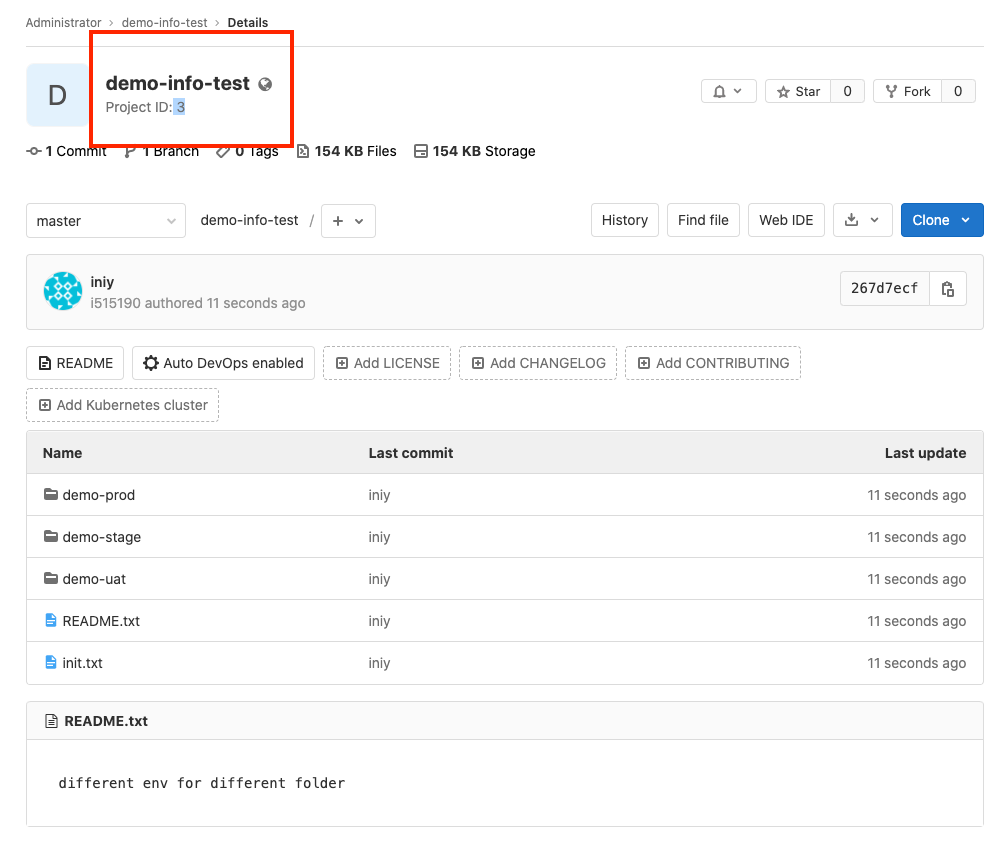 Administrator > demo-info-test > Details
D
demo-info-test
Project ID: 3
Star 0 Fork 0
1 Commit 1 Branch 0 Tags 154 KB Files 154 KB Storage
master demo-info-test / + History Find file Web IDE Clone
iniy
i515190 authored 11 seconds ago
267d7ecf
README Auto DevOps enabled Add LICENSE Add CHANGELOG Add CONTRIBUTING
Add Kubernetes cluster
Name Last commit Last update
demo-prod iniy 11 seconds ago
demo-stage iniy 11 seconds ago
demo-uat iniy 11 seconds ago
README.txt iniy 11 seconds ago
init.txt iniy 11 seconds ago
README.txt
different env for different folder